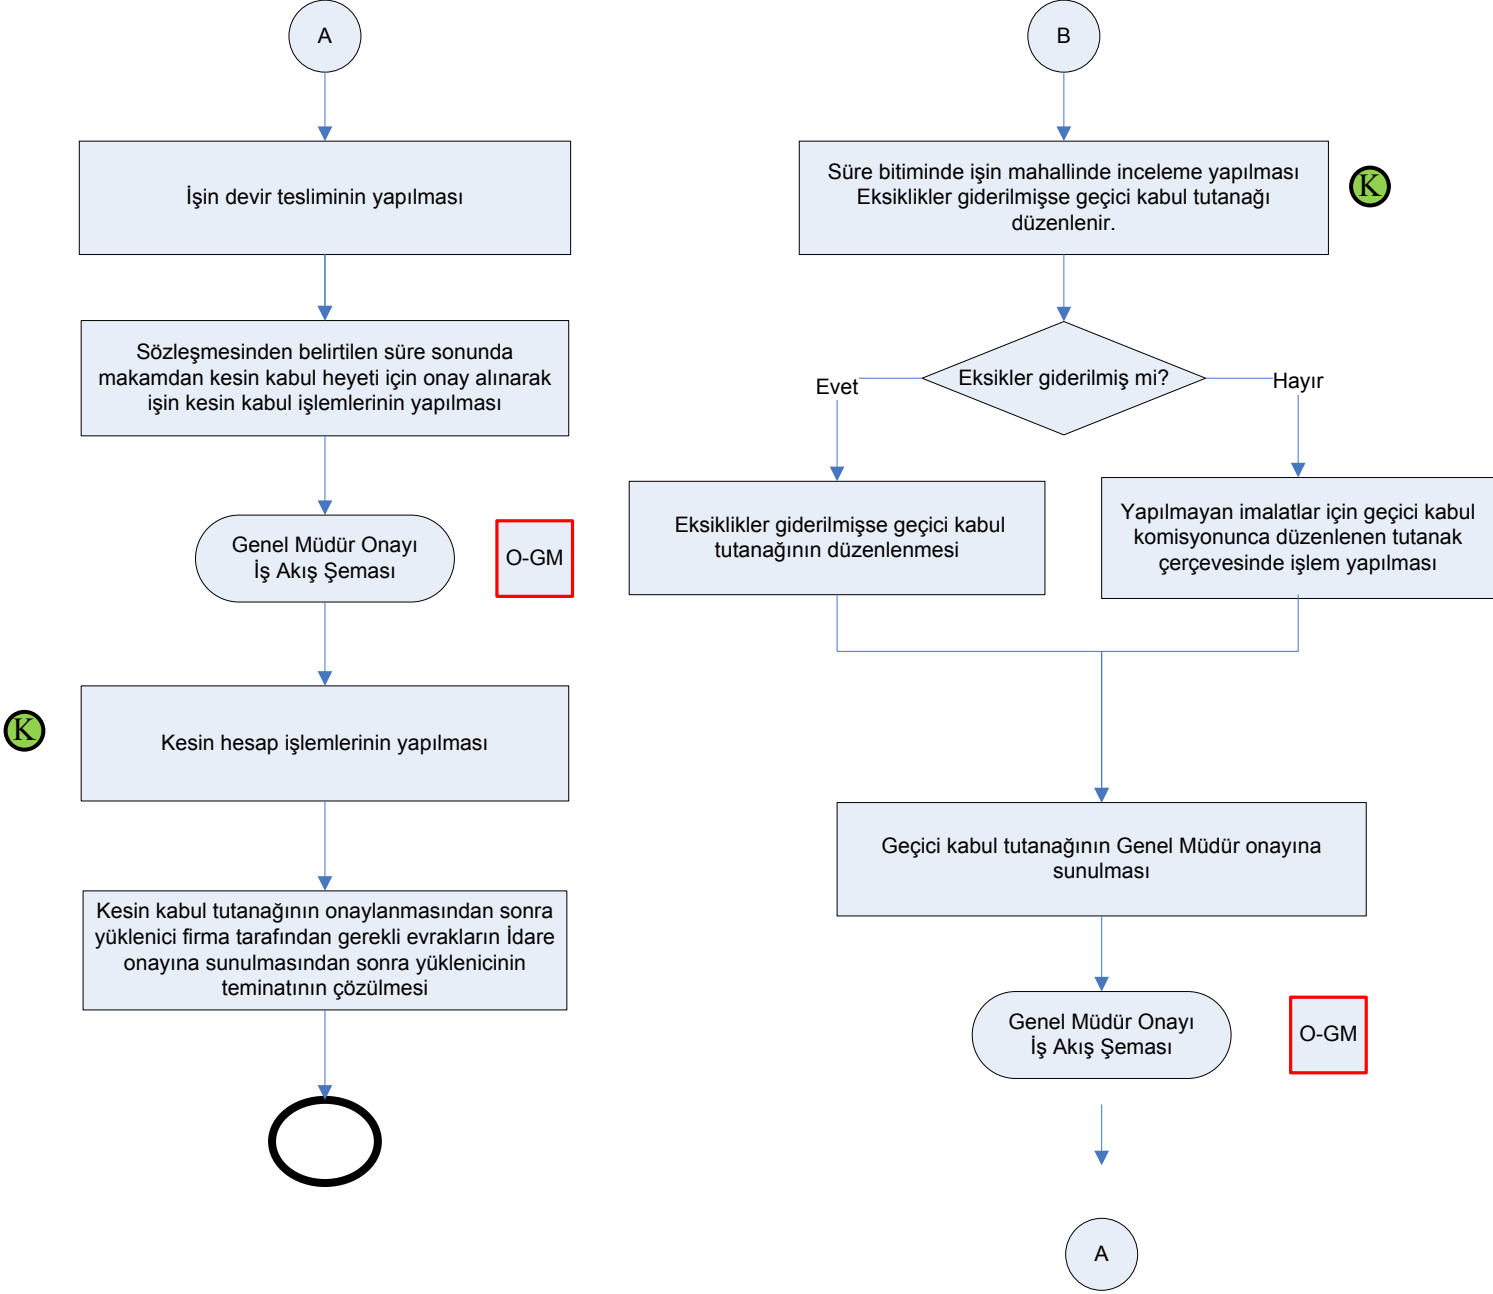 A
İşin devir tesliminin yapılması
Sözleşmesinden belirtilen süre sonunda
makamdan kesin kabul heyeti için onay alınarak
işin kesin kabul işlemlerinin yapılması
Genel Müdür Onayı
İş Akış Şeması
O-GM
K
Kesin hesap işlemlerinin yapılması
Kesin kabul tutanağının onaylanmasından sonra
yüklenici firma tarafından gerekli evrakların İdare
onayına sunulmasından sonra yüklenicinin
teminatının çözülmesi
B
Süre bitiminde işin mahallinde inceleme yapılması
Eksiklikler giderilmişse geçici kabul tutanağı
düzenlenir.
K
Eksikler giderilmiş mi?
Evet
Hayır
Eksiklikler giderilmişse geçici kabul
tutanağının düzenlenmesi
Yapılmayan imalatlar için geçici kabul
komisyonunca düzenlenen tutanak
çerçevesinde işlem yapılması
Geçici kabul tutanağının Genel Müdür onayına
sunulması
Genel Müdür Onayı
İş Akış Şeması
O-GM
A